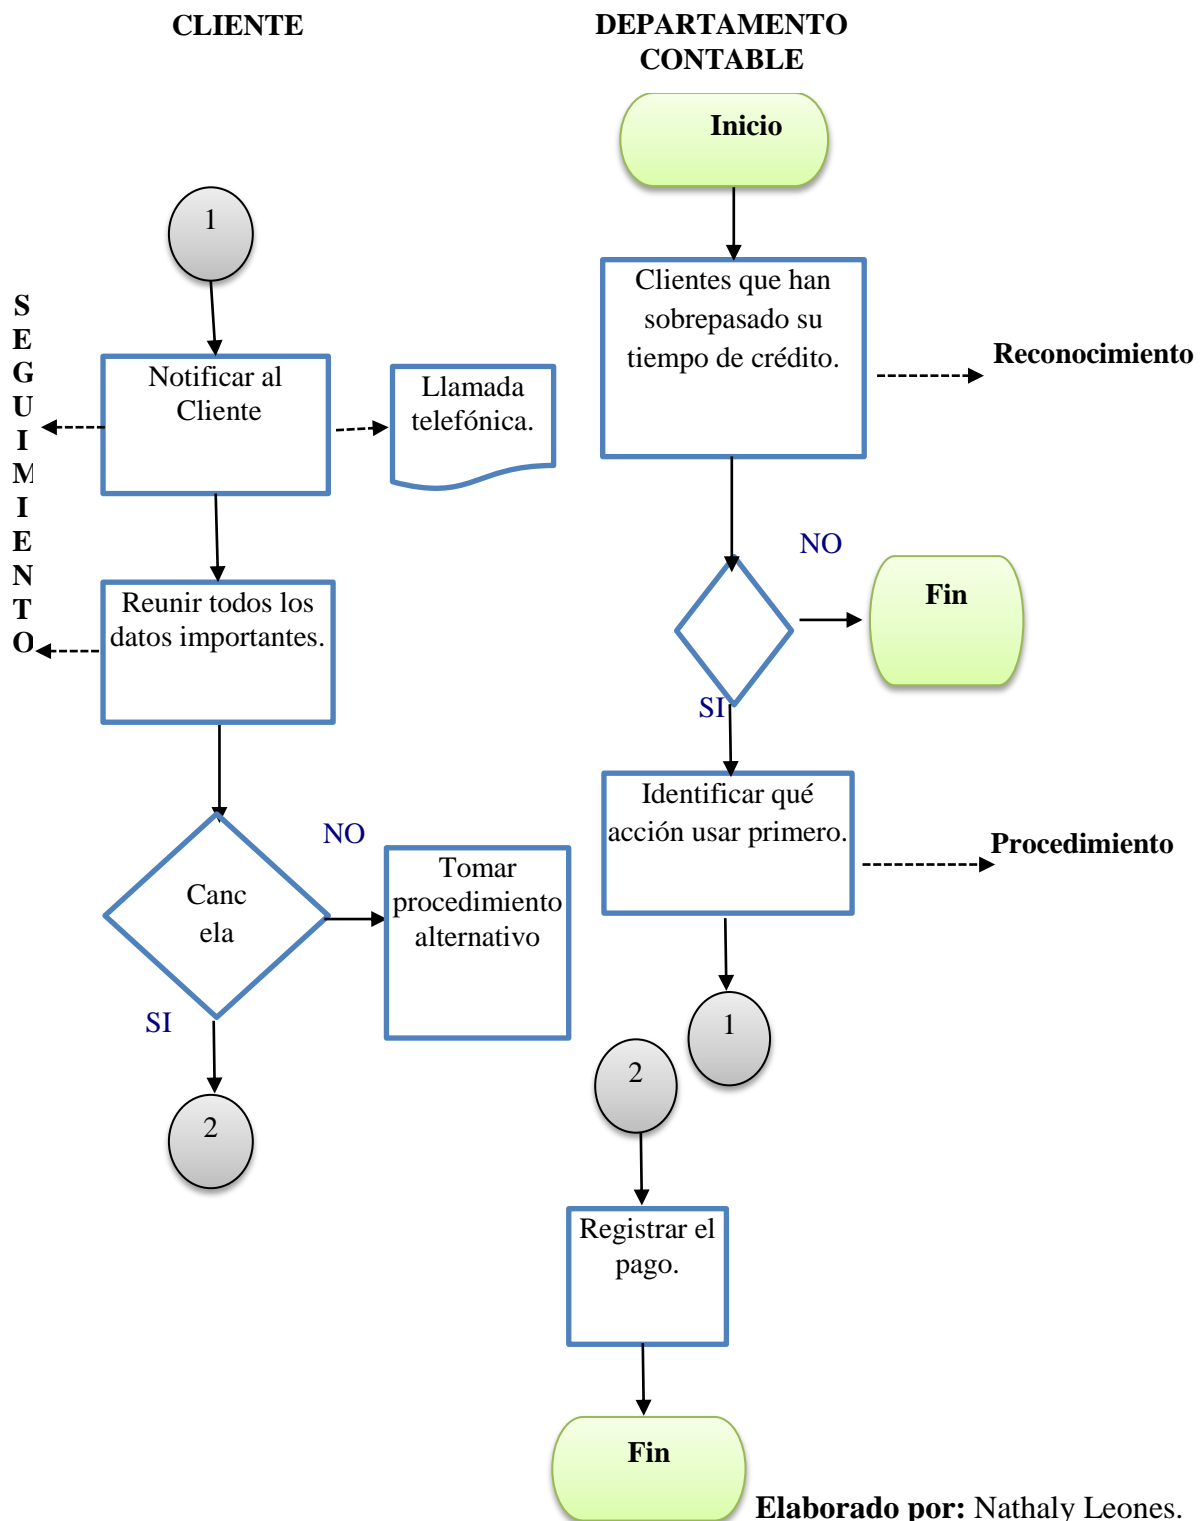 CLIENTE
DEPARTAMENTO
CONTABLE
Inicio
1
Clientes que han
sobrepasado su
tiempo de crédito.
Reconocimiento
SEGUIMIENTO
Notificar al
Cliente
Llamada
telefónica.
NO
Fin
Reunir todos los
datos importantes.
SI
Identificar qué
acción usar primero.
Procedimiento
NO
Canc
ela
Tomar
procedimiento
alternativo
SI
1
2
2
Registrar el
pago.
Fin
Elaborado por: Nathaly Leones.